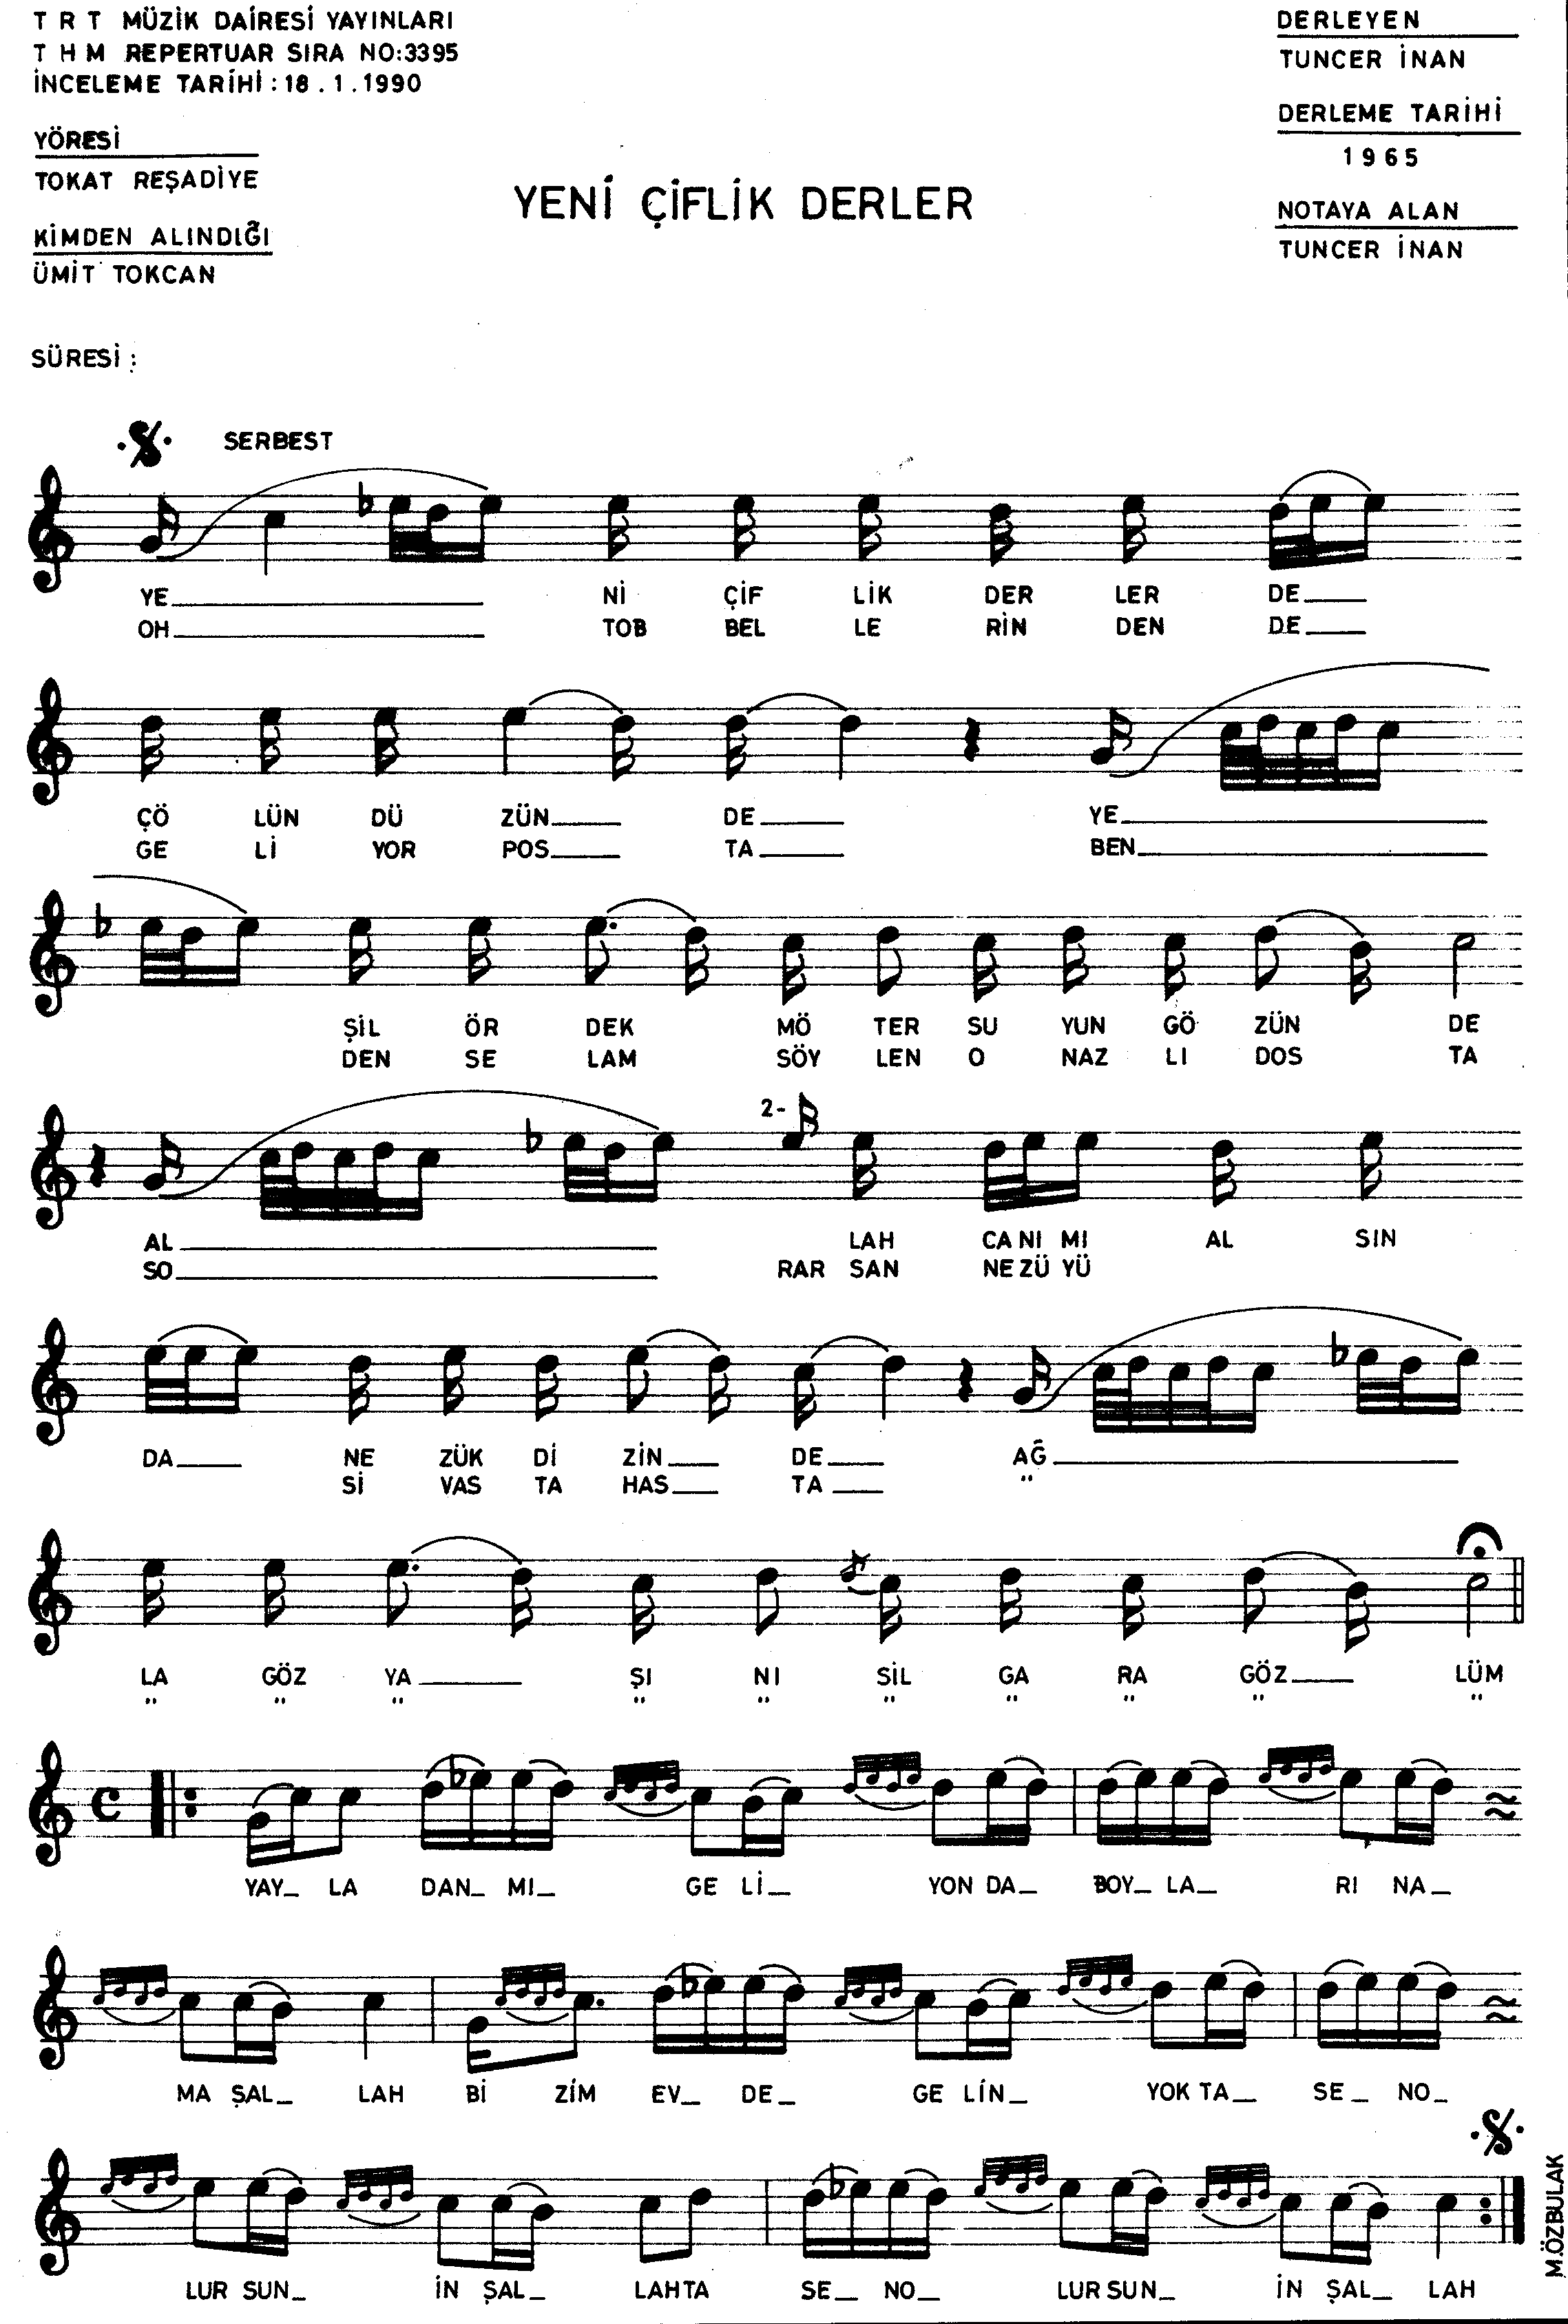 T R T MÜZİK DAİRESİ YAYINLARI
T H M REPERTUAR SIRA NO:3395
İNCELEME TARİHİ : 18 . 1 . 1990
YÖRESİ
TOKAT REŞADİYE
KİMDEN ALINDIĞI
ÜMİT TOKCAN
SÜRESİ :
YENİ ÇİFLİK DERLER
DERLEYEN
TUNCER İNAN
DERLEME TARİHİ
1965
NOTAYA ALAN
TUNCER İNAN
SERBEST
YE___ Nİ ÇİF LİK DER LER DE___
OH___ TOB BEL LE RİN DEN DE___
ÇÖ LÜN DÜ ZÜN___ DE___ YE___
GE Lİ YOR POS___ TA___ BEN___
ŞİL ÖR DEK MÖ TER SU YUN GÖ ZÜN DE
DEN SE LAM SÖY LEN O NAZ LI DOS TA
2-
AL___ LAH CA NI MI AL SIN
SO___ RAR SAN NE ZÜ YÜ
DA___ NE ZÜK Dİ ZİN___ DE___ AĞ___
Sİ VAS TA HAS___ TA___ "
LA GÖZ YA___ ŞI NI SİL GA RA GÖZ___ LÜM
" " " " " " " " " "
C
YAY_ LA DAN_ MI_ GE Lİ_ YON DA_ BOY_ LA_ RI NA_
MA ŞAL_ LAH Bİ ZİM EV_ DE_ GE LİN_ YOK TA_ SE_ NO_
LUR SUN_ İN ŞAL_ LAH TA SE_ NO_ LUR SUN_ İN ŞAL_ LAH
M.ÖZBULAK